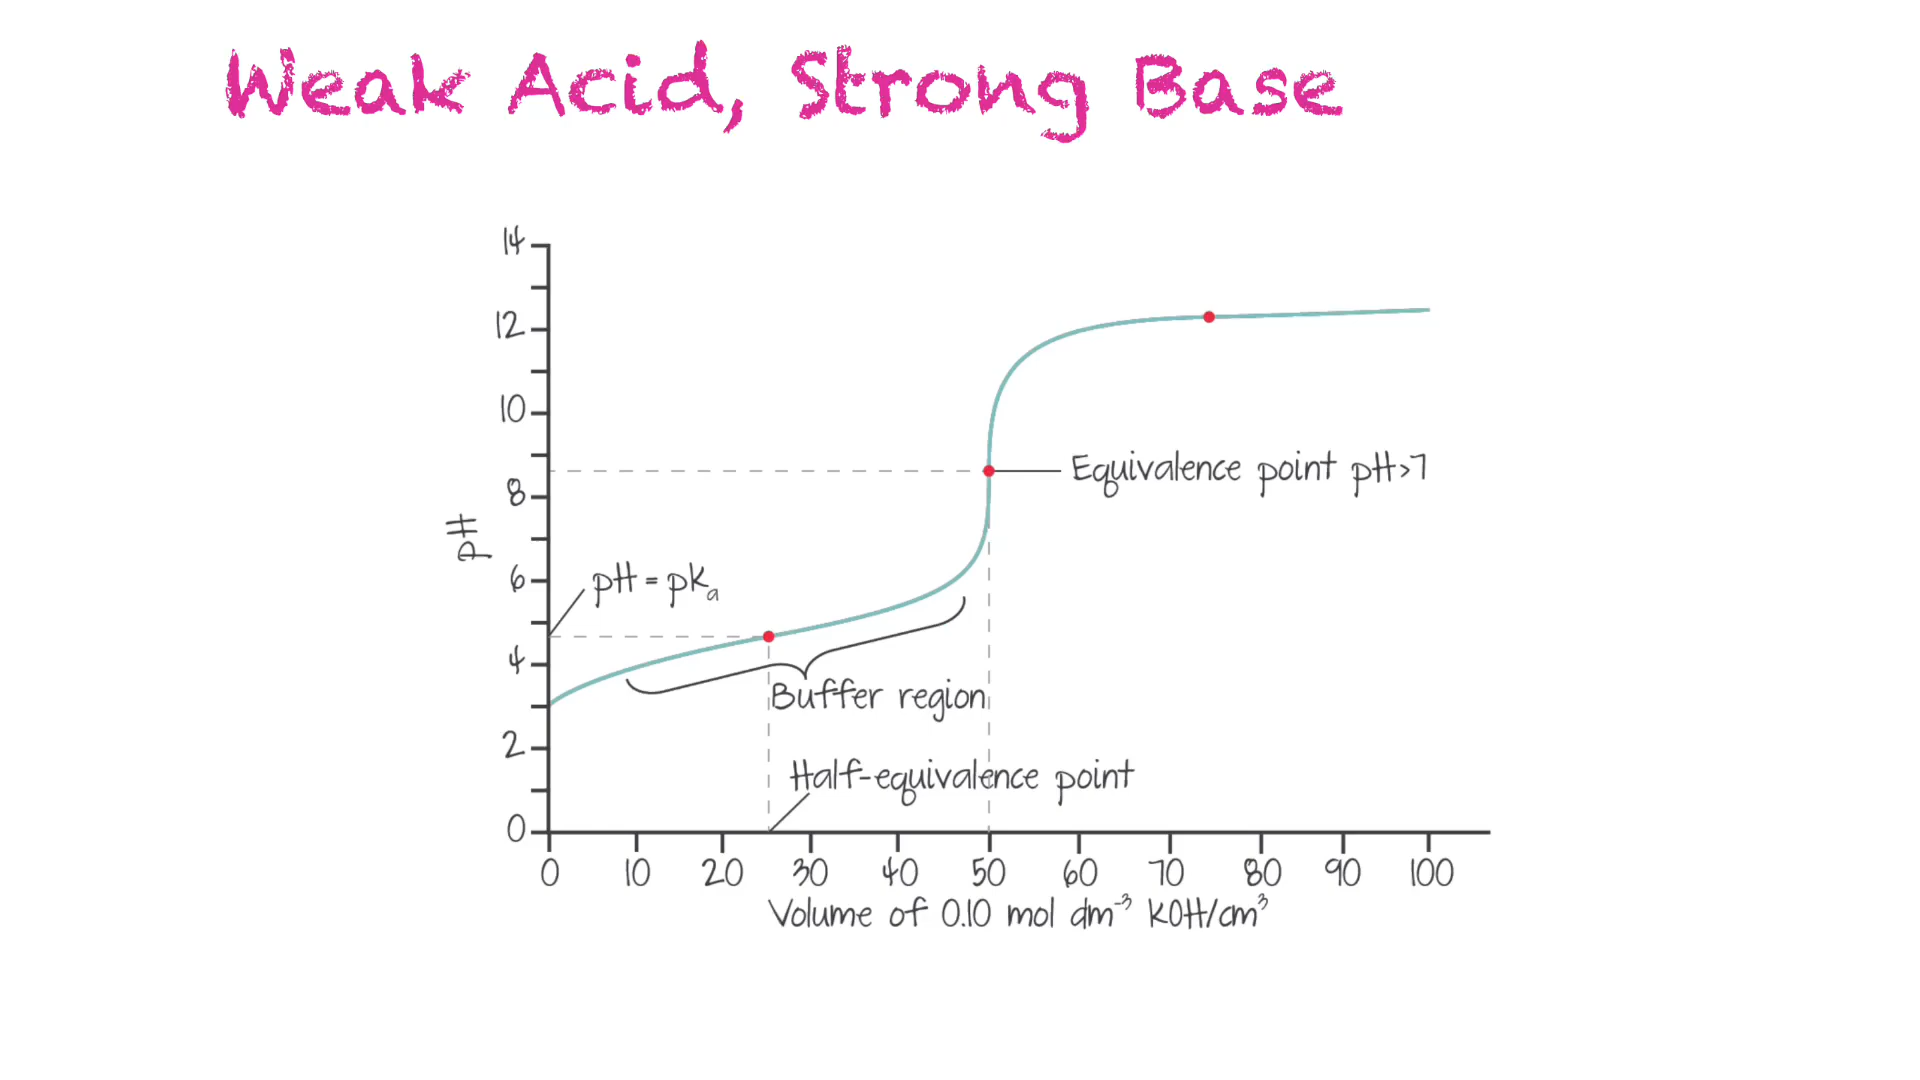 Weak Acid, Strong Base
14
12
10
8
6
4
2
0
pH
pH = pKₐ
Equivalence point pH>7
Buffer region
Half-equivalence point
0 10 20 30 40 50 60 70 80 90 100
Volume of 0.10 mol dm⁻³ KOH/cm³